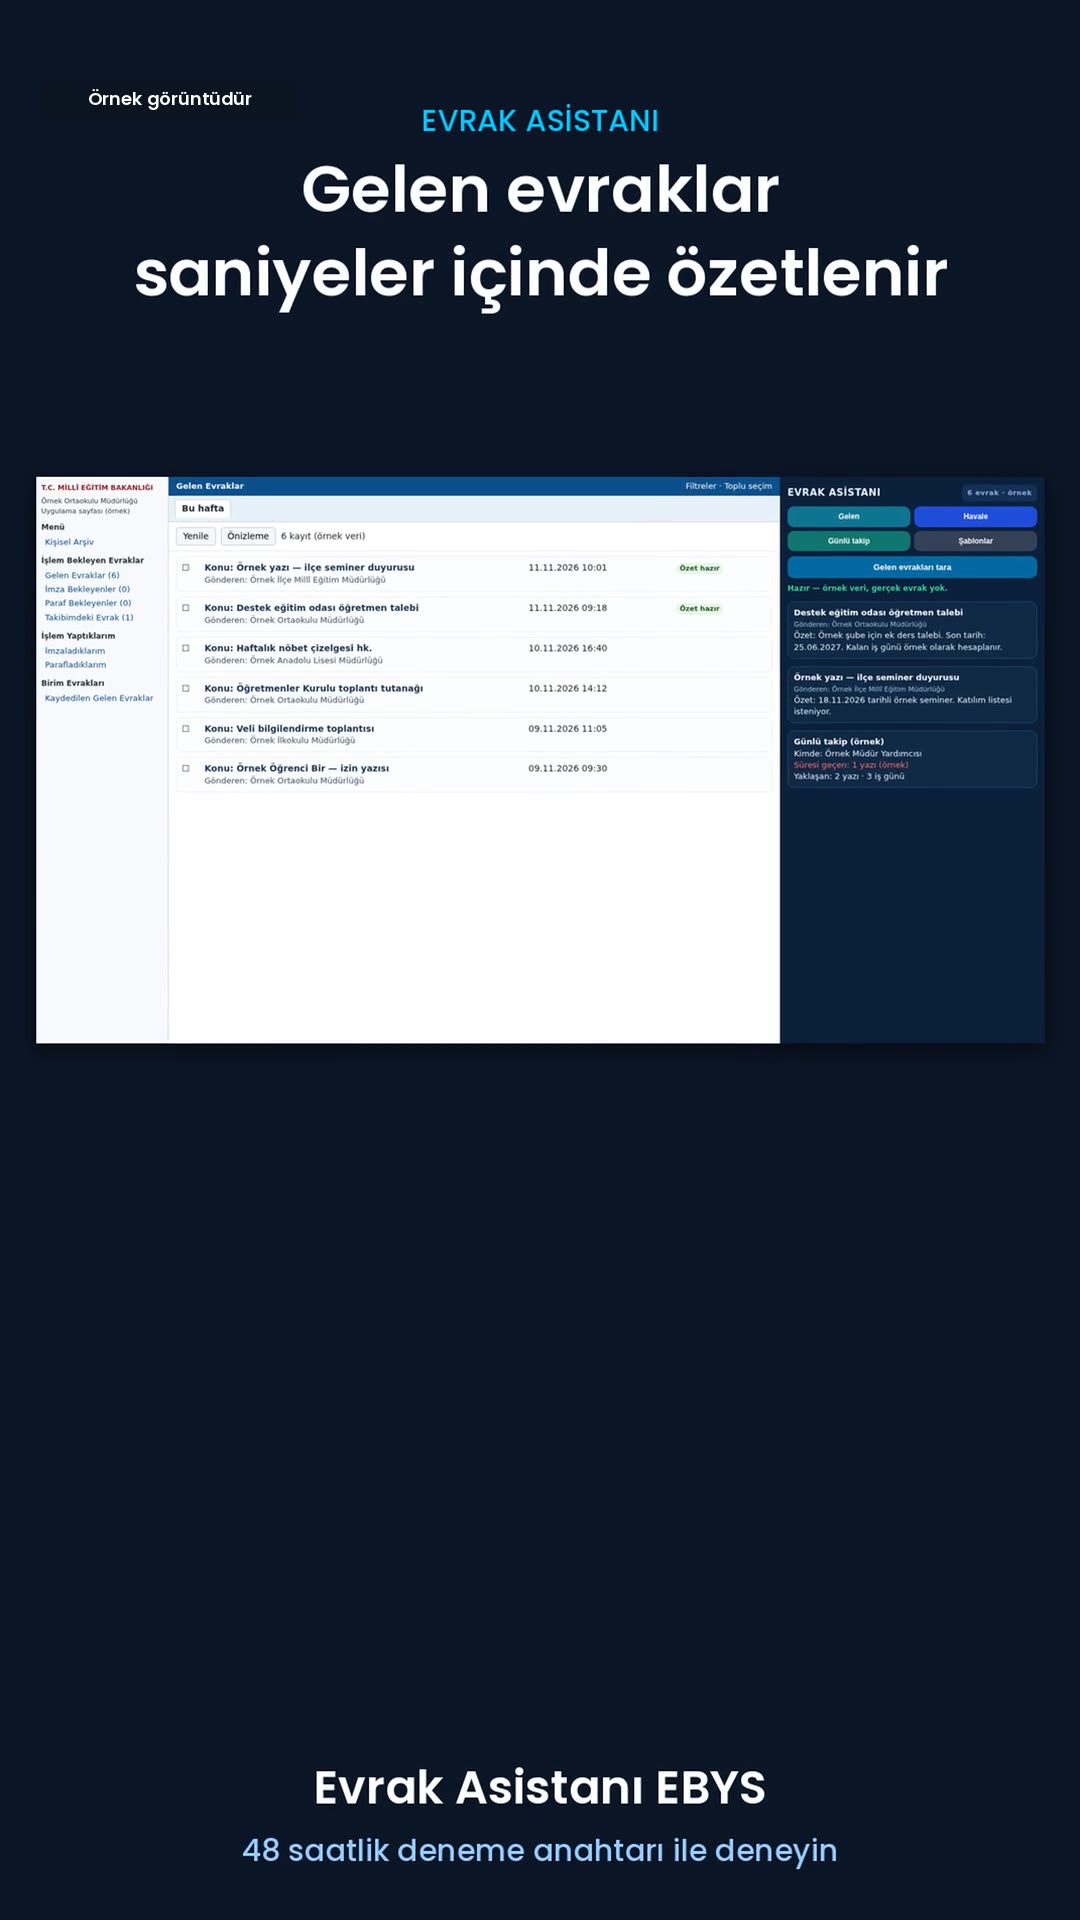 Örnek görüntüdür
EVRAK ASİSTANI
Gelen evraklar
saniyeler içinde özetlenir
T.C. MİLLÎ EĞİTİM BAKANLIĞI
Örnek Ortaokulu Müdürlüğü
Uygulama sayfası (örnek)
Menü
Kişisel Arşiv
İşlem Bekleyen Evraklar
Gelen Evraklar (6)
İmza Bekleyenler (0)
Paraf Bekleyenler (0)
Takibimdeki Evrak (1)
İşlem Yaptıklarım
İmzaladıklarım
Parafladıklarım
Birim Evrakları
Kaydedilen Gelen Evraklar
Gelen Evraklar
Filtreler · Toplu seçim
Bu hafta
Yenile Önizleme 6 kayıt (örnek veri)
Konu: Örnek yazı — ilçe seminer duyurusu 11.11.2026 10:01 Özet hazır
Gönderen: Örnek İlçe Millî Eğitim Müdürlüğü
Konu: Destek eğitim odası öğretmen talebi 11.11.2026 09:18 Özet hazır
Gönderen: Örnek Ortaokulu Müdürlüğü
Konu: Haftalık nöbet çizelgesi hk. 10.11.2026 16:40
Gönderen: Örnek Anadolu Lisesi Müdürlüğü
Konu: Öğretmenler Kurulu toplantı tutanağı 10.11.2026 14:12
Gönderen: Örnek Ortaokulu Müdürlüğü
Konu: Veli bilgilendirme toplantısı 09.11.2026 11:05
Gönderen: Örnek İlkokulu Müdürlüğü
Konu: Örnek Öğrenci Bir — izin yazısı 09.11.2026 09:30
Gönderen: Örnek Ortaokulu Müdürlüğü
EVRAK ASİSTANI 6 evrak · örnek
Gelen Havale
Günlü takip Şablonlar
Gelen evrakları tara
Hazır — örnek veri, gerçek evrak yok.
Destek eğitim odası öğretmen talebi
Gönderen: Örnek Ortaokulu Müdürlüğü
Özet: Örnek şube için ek ders talebi. Son tarih:
25.06.2027. Kalan iş günü örnek olarak hesaplanır.
Örnek yazı — ilçe seminer duyurusu
Gönderen: Örnek İlçe Millî Eğitim Müdürlüğü
Özet: 18.11.2026 tarihli örnek seminer. Katılım listesi
isteniyor.
Günlü takip (örnek)
Kimde: Örnek Müdür Yardımcısı
Süresi geçen: 1 yazı (örnek)
Yaklaşan: 2 yazı · 3 iş günü
Evrak Asistanı EBYS
48 saatlik deneme anahtarı ile deneyin